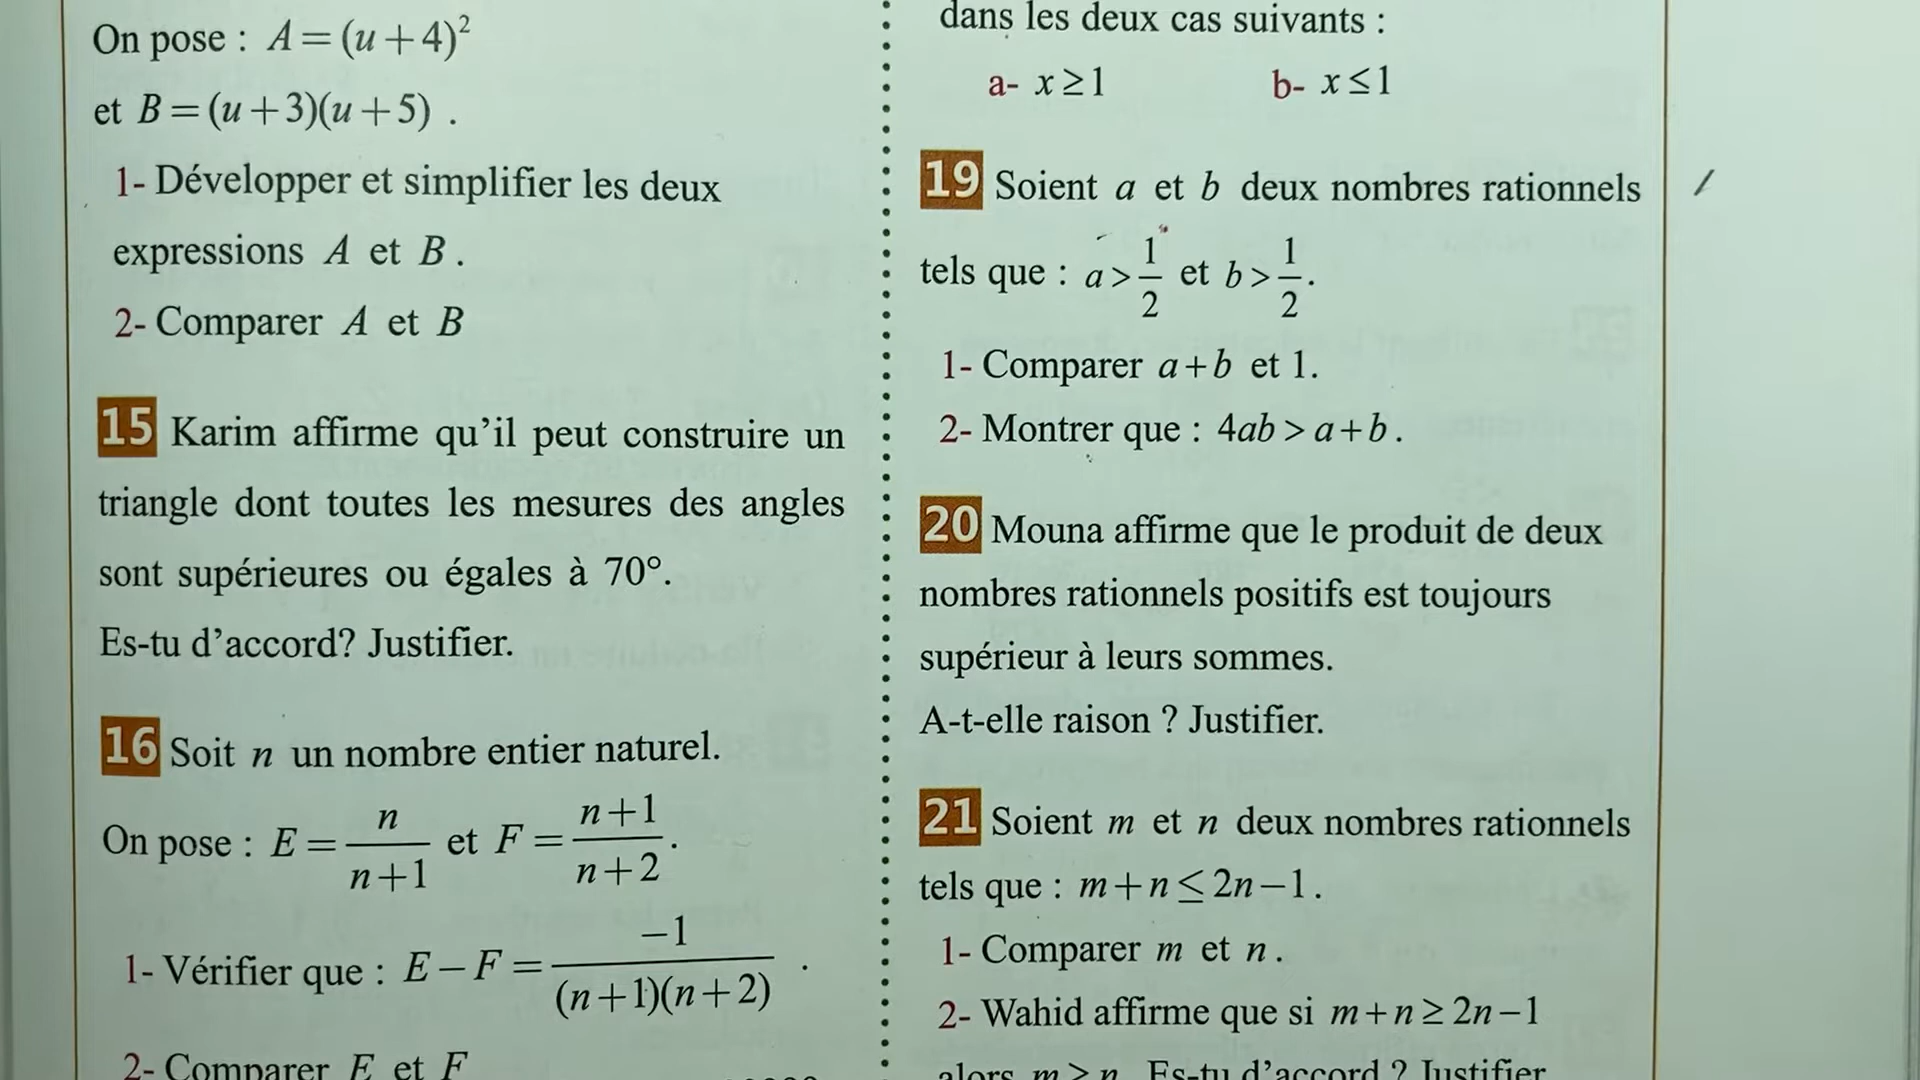 On pose : A = (u + 4)²
et B = (u + 3)(u + 5) .
1- Développer et simplifier les deux
expressions A et B .
2- Comparer A et B
15 Karim affirme qu’il peut construire un
triangle dont toutes les mesures des angles
sont supérieures ou égales à 70°.
Es-tu d’accord? Justifier.
16 Soit n un nombre entier naturel.
On pose : E = n/(n+1) et F = (n+1)/(n+2) .
1- Vérifier que : E − F = −1/((n+1)(n+2)) .
2- Comparer E et F
dans les deux cas suivants :
a- x ≥ 1 b- x ≤ 1
19 Soient a et b deux nombres rationnels
tels que : a > 1/2 et b > 1/2 .
1- Comparer a + b et 1.
2- Montrer que : 4ab > a + b .
20 Mouna affirme que le produit de deux
nombres rationnels positifs est toujours
supérieur à leurs sommes.
A-t-elle raison ? Justifier.
21 Soient m et n deux nombres rationnels
tels que : m + n ≤ 2n − 1 .
1- Comparer m et n .
2- Wahid affirme que si m + n ≥ 2n − 1
alors m ≥ n Es-tu d’accord ? Justifier